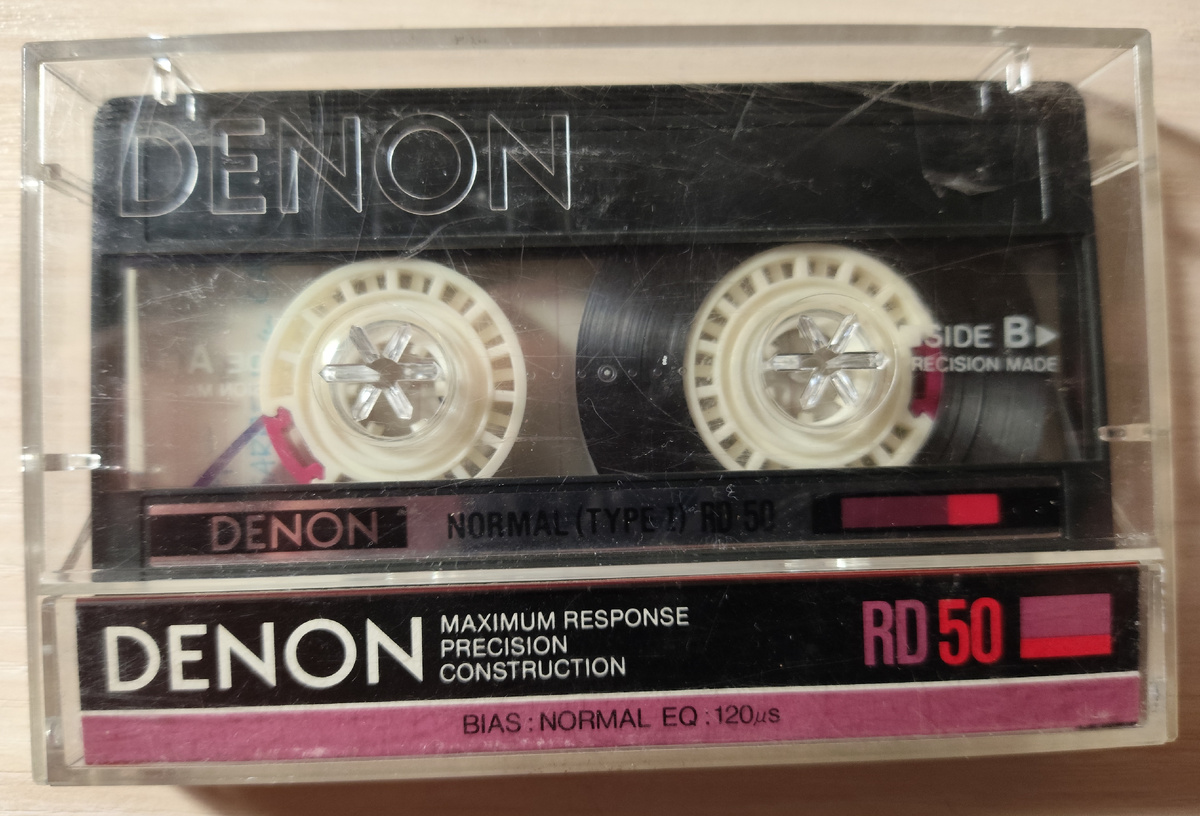 DENON
SIDE B▶
PRECISION MADE
DENON NORMAL (TYPE I) RD 50
DENON MAXIMUM RESPONSE
PRECISION
CONSTRUCTION
RD 50
BIAS : NORMAL EQ : 120μs